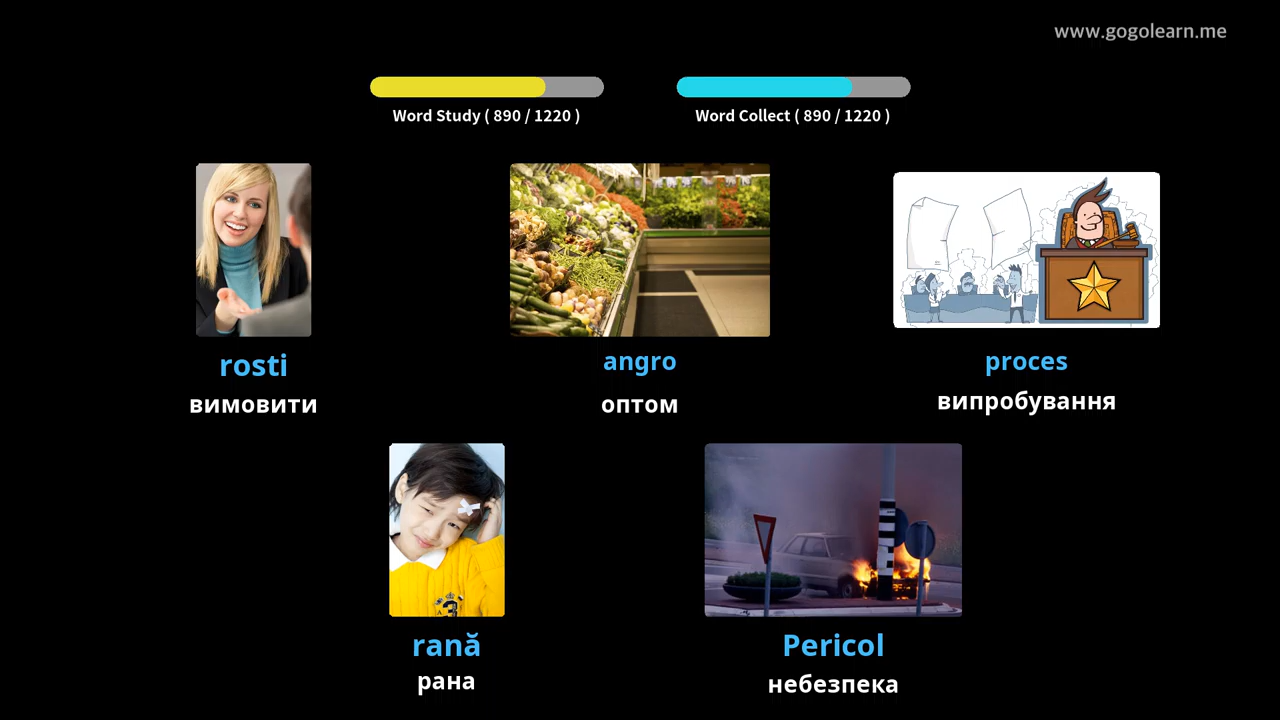 www.gogolearn.me
Word Study ( 890 / 1220 )
Word Collect ( 890 / 1220 )
rosti
вимовити
angro
оптом
proces
випробування
rană
рана
Pericol
небезпека